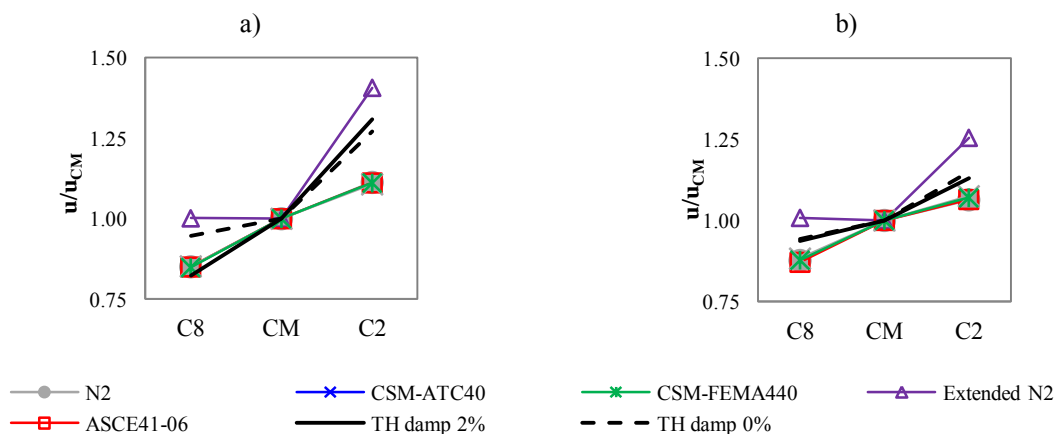 a)
1.50
1.25
1.00
0.75
u/uCM
C8 CM C2
b)
1.50
1.25
1.00
0.75
u/uCM
C8 CM C2
N2 CSM-ATC40 CSM-FEMA440 Extended N2
ASCE41-06 TH damp 2% TH damp 0%